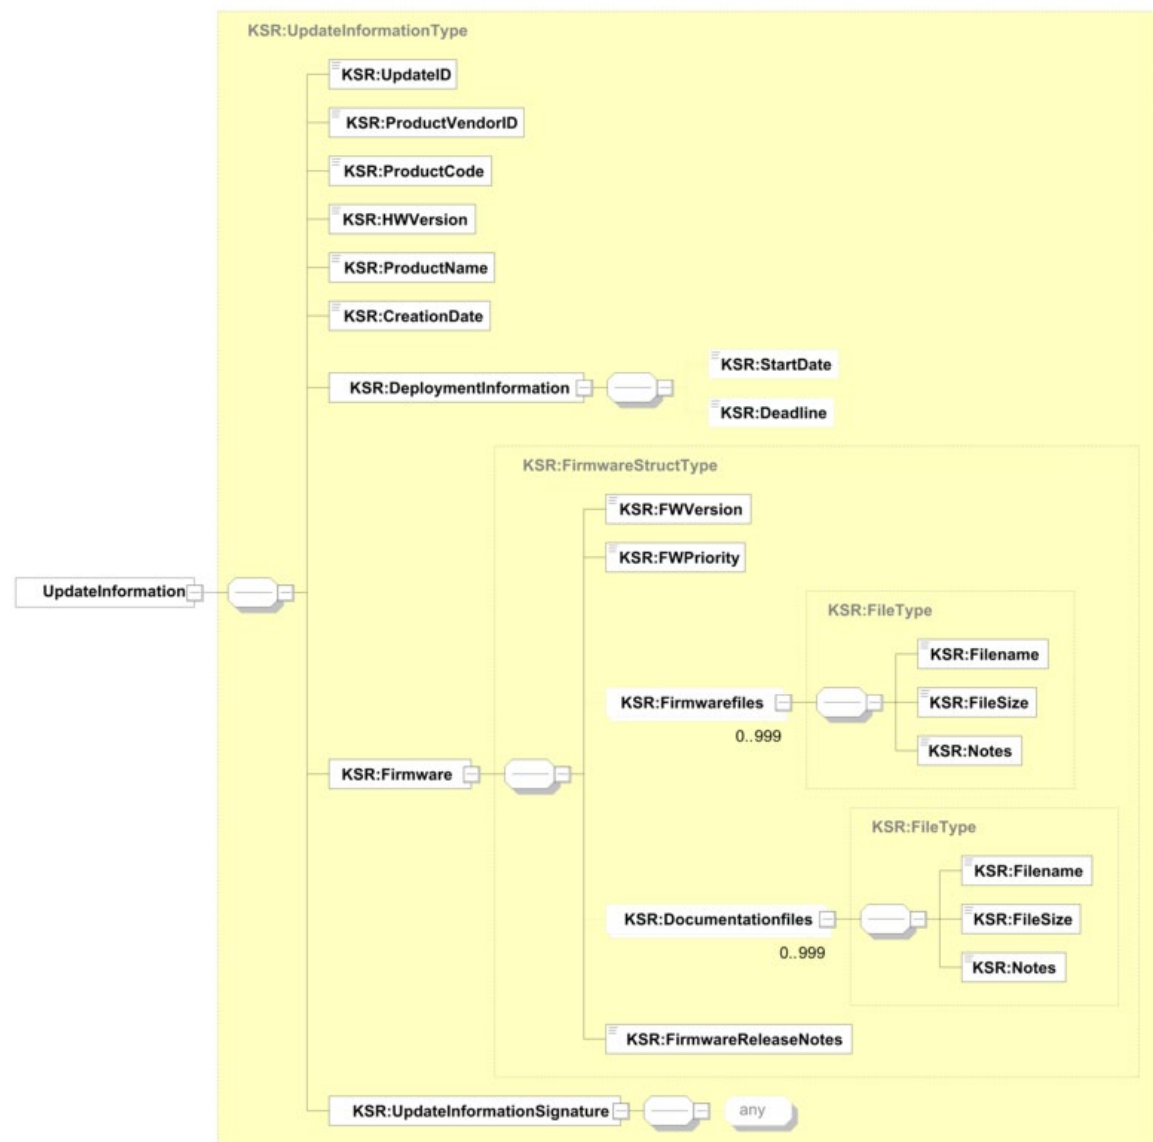 KSR:UpdateInformationType
KSR:UpdateID
KSR:ProductVendorID
KSR:ProductCode
KSR:HWVersion
KSR:ProductName
KSR:CreationDate
KSR:DeploymentInformation
KSR:StartDate
KSR:Deadline
KSR:FirmwareStructType
KSR:FWVersion
KSR:FWPriority
UpdateInformation
KSR:FileType
KSR:Filename
KSR:Firmwarefiles
KSR:FileSize
0..999
KSR:Notes
KSR:Firmware
KSR:FileType
KSR:Filename
KSR:Documentationfiles
KSR:FileSize
0..999
KSR:Notes
KSR:FirmwareReleaseNotes
KSR:UpdateInformationSignature
any